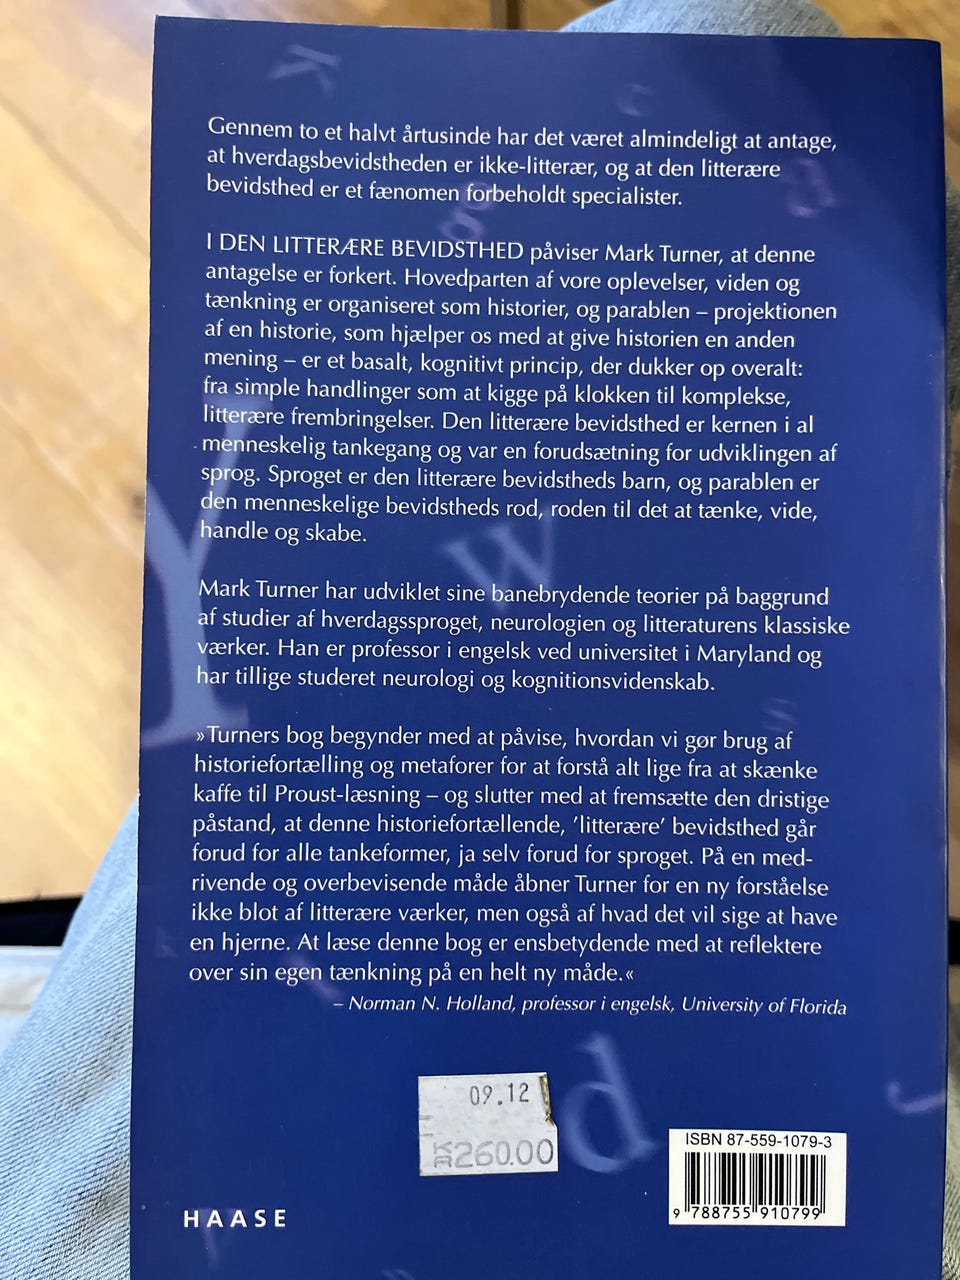 Gennem to et halvt årtusinde har det været almindeligt at antage,
at hverdagsbevidstheden er ikke-litterær, og at den litterære
bevidsthed er et fænomen forbeholdt specialister.
I DEN LITTERÆRE BEVIDSTHED påviser Mark Turner, at denne
antagelse er forkert. Hovedparten af vore oplevelser, viden og
tænkning er organiseret som historier, og parablen – projektionen
af en historie, som hjælper os med at give historien en anden
mening – er et basalt, kognitivt princip, der dukker op overalt:
fra simple handlinger som at kigge på klokken til komplekse,
litterære frembringelser. Den litterære bevidsthed er kernen i al
menneskelig tankegang og var en forudsætning for udviklingen af
sprog. Sproget er den litterære bevidstheds barn, og parablen er
den menneskelige bevidstheds rod, roden til det at tænke, vide,
handle og skabe.
Mark Turner har udviklet sine banebrydende teorier på baggrund
af studier af hverdagssproget, neurologien og litteraturens klassiske
værker. Han er professor i engelsk ved universitet i Maryland og
har tillige studeret neurologi og kognitionsvidenskab.
»Turners bog begynder med at påvise, hvordan vi gør brug af
historiefortælling og metaforer for at forstå alt lige fra at skænke
kaffe til Proust-læsning – og slutter med at fremsætte den dristige
påstand, at denne historiefortællende, ’litterære’ bevidsthed går
forud for alle tankeformer, ja selv forud for sproget. På en med-
rivende og overbevisende måde åbner Turner for en ny forståelse
ikke blot af litterære værker, men også af hvad det vil sige at have
en hjerne. At læse denne bog er ensbetydende med at reflektere
over sin egen tænkning på en helt ny måde.«
– Norman N. Holland, professor i engelsk, University of Florida
09.12
KR 260.00
ISBN 87-559-1079-3
9 788755 910799
HAASE